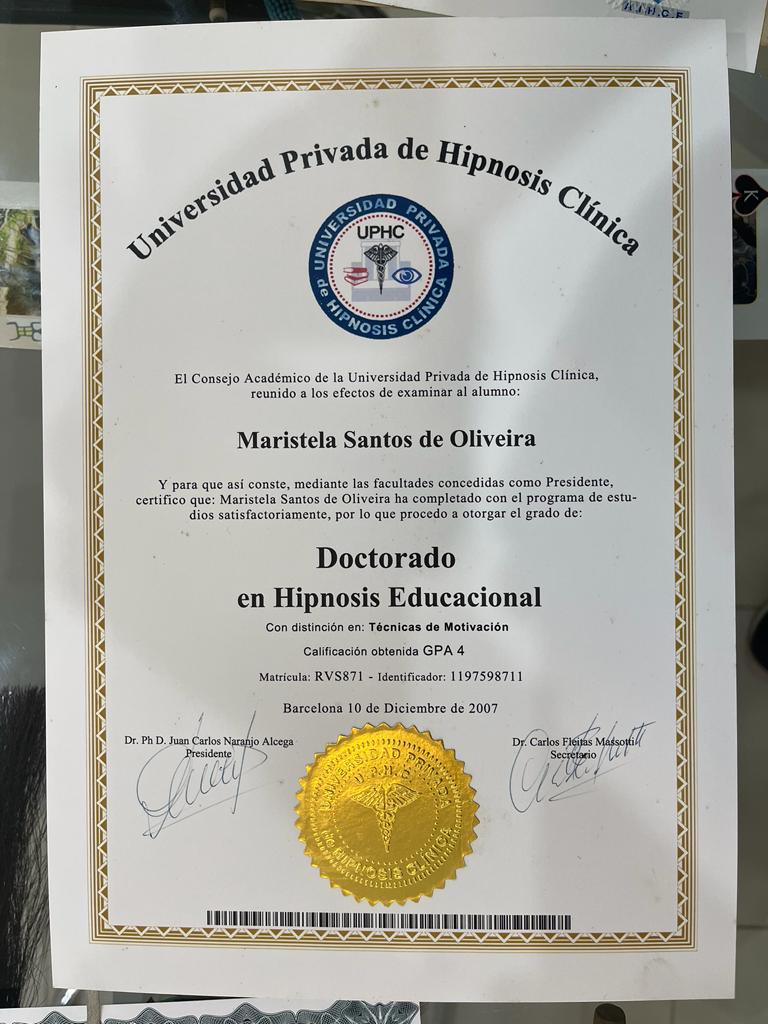 A.I.H.C.E
Universidad Privada de Hipnosis Clínica
UNIVERSIDAD PRIVADA
de HIPNOSIS CLÍNICA
UPHC
K
El Consejo Académico de la Universidad Privada de Hipnosis Clínica,
reunido a los efectos de examinar al alumno:
Maristela Santos de Oliveira
Y para que así conste, mediante las facultades concedidas como Presidente,
certifico que: Maristela Santos de Oliveira ha completado con el programa de estu-
dios satisfactoriamente, por lo que procedo a otorgar el grado de:
Doctorado
en Hipnosis Educacional
Con distinción en: Técnicas de Motivación
Calificación obtenida GPA 4
Matrícula: RVS871 - Identificador: 1197598711
Barcelona 10 de Diciembre de 2007
Dr. Ph D. Juan Carlos Naranjo Alcega
Presidente
Dr. Carlos Fleitas Massotti
Secretario
UNIVERSIDAD PRIVADA
U.P.H.C.
de HIPNOSIS CLINICA